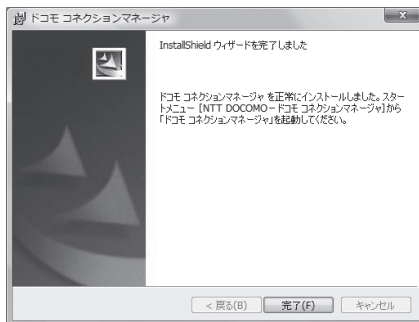 ドコモ コネクションマネージャ
InstallShield ウィザードを完了しました
ドコモ コネクションマネージャ を正常にインストールしました。スター
トメニュー [NTT DOCOMO－ドコモ コネクションマネージャ]から
「ドコモ コネクションマネージャ」を起動してください。
< 戻る(B)
完了(F)
キャンセル